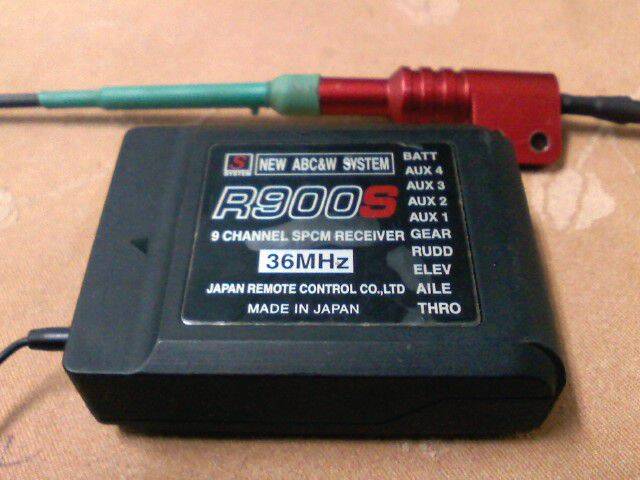 S
SYSTEM
NEW ABC&W SYSTEM
R900S
9 CHANNEL SPCM RECEIVER
36MHz
JAPAN REMOTE CONTROL CO.,LTD
MADE IN JAPAN
BATT
AUX 4
AUX 3
AUX 2
AUX 1
GEAR
RUDD
ELEV
AILE
THRO